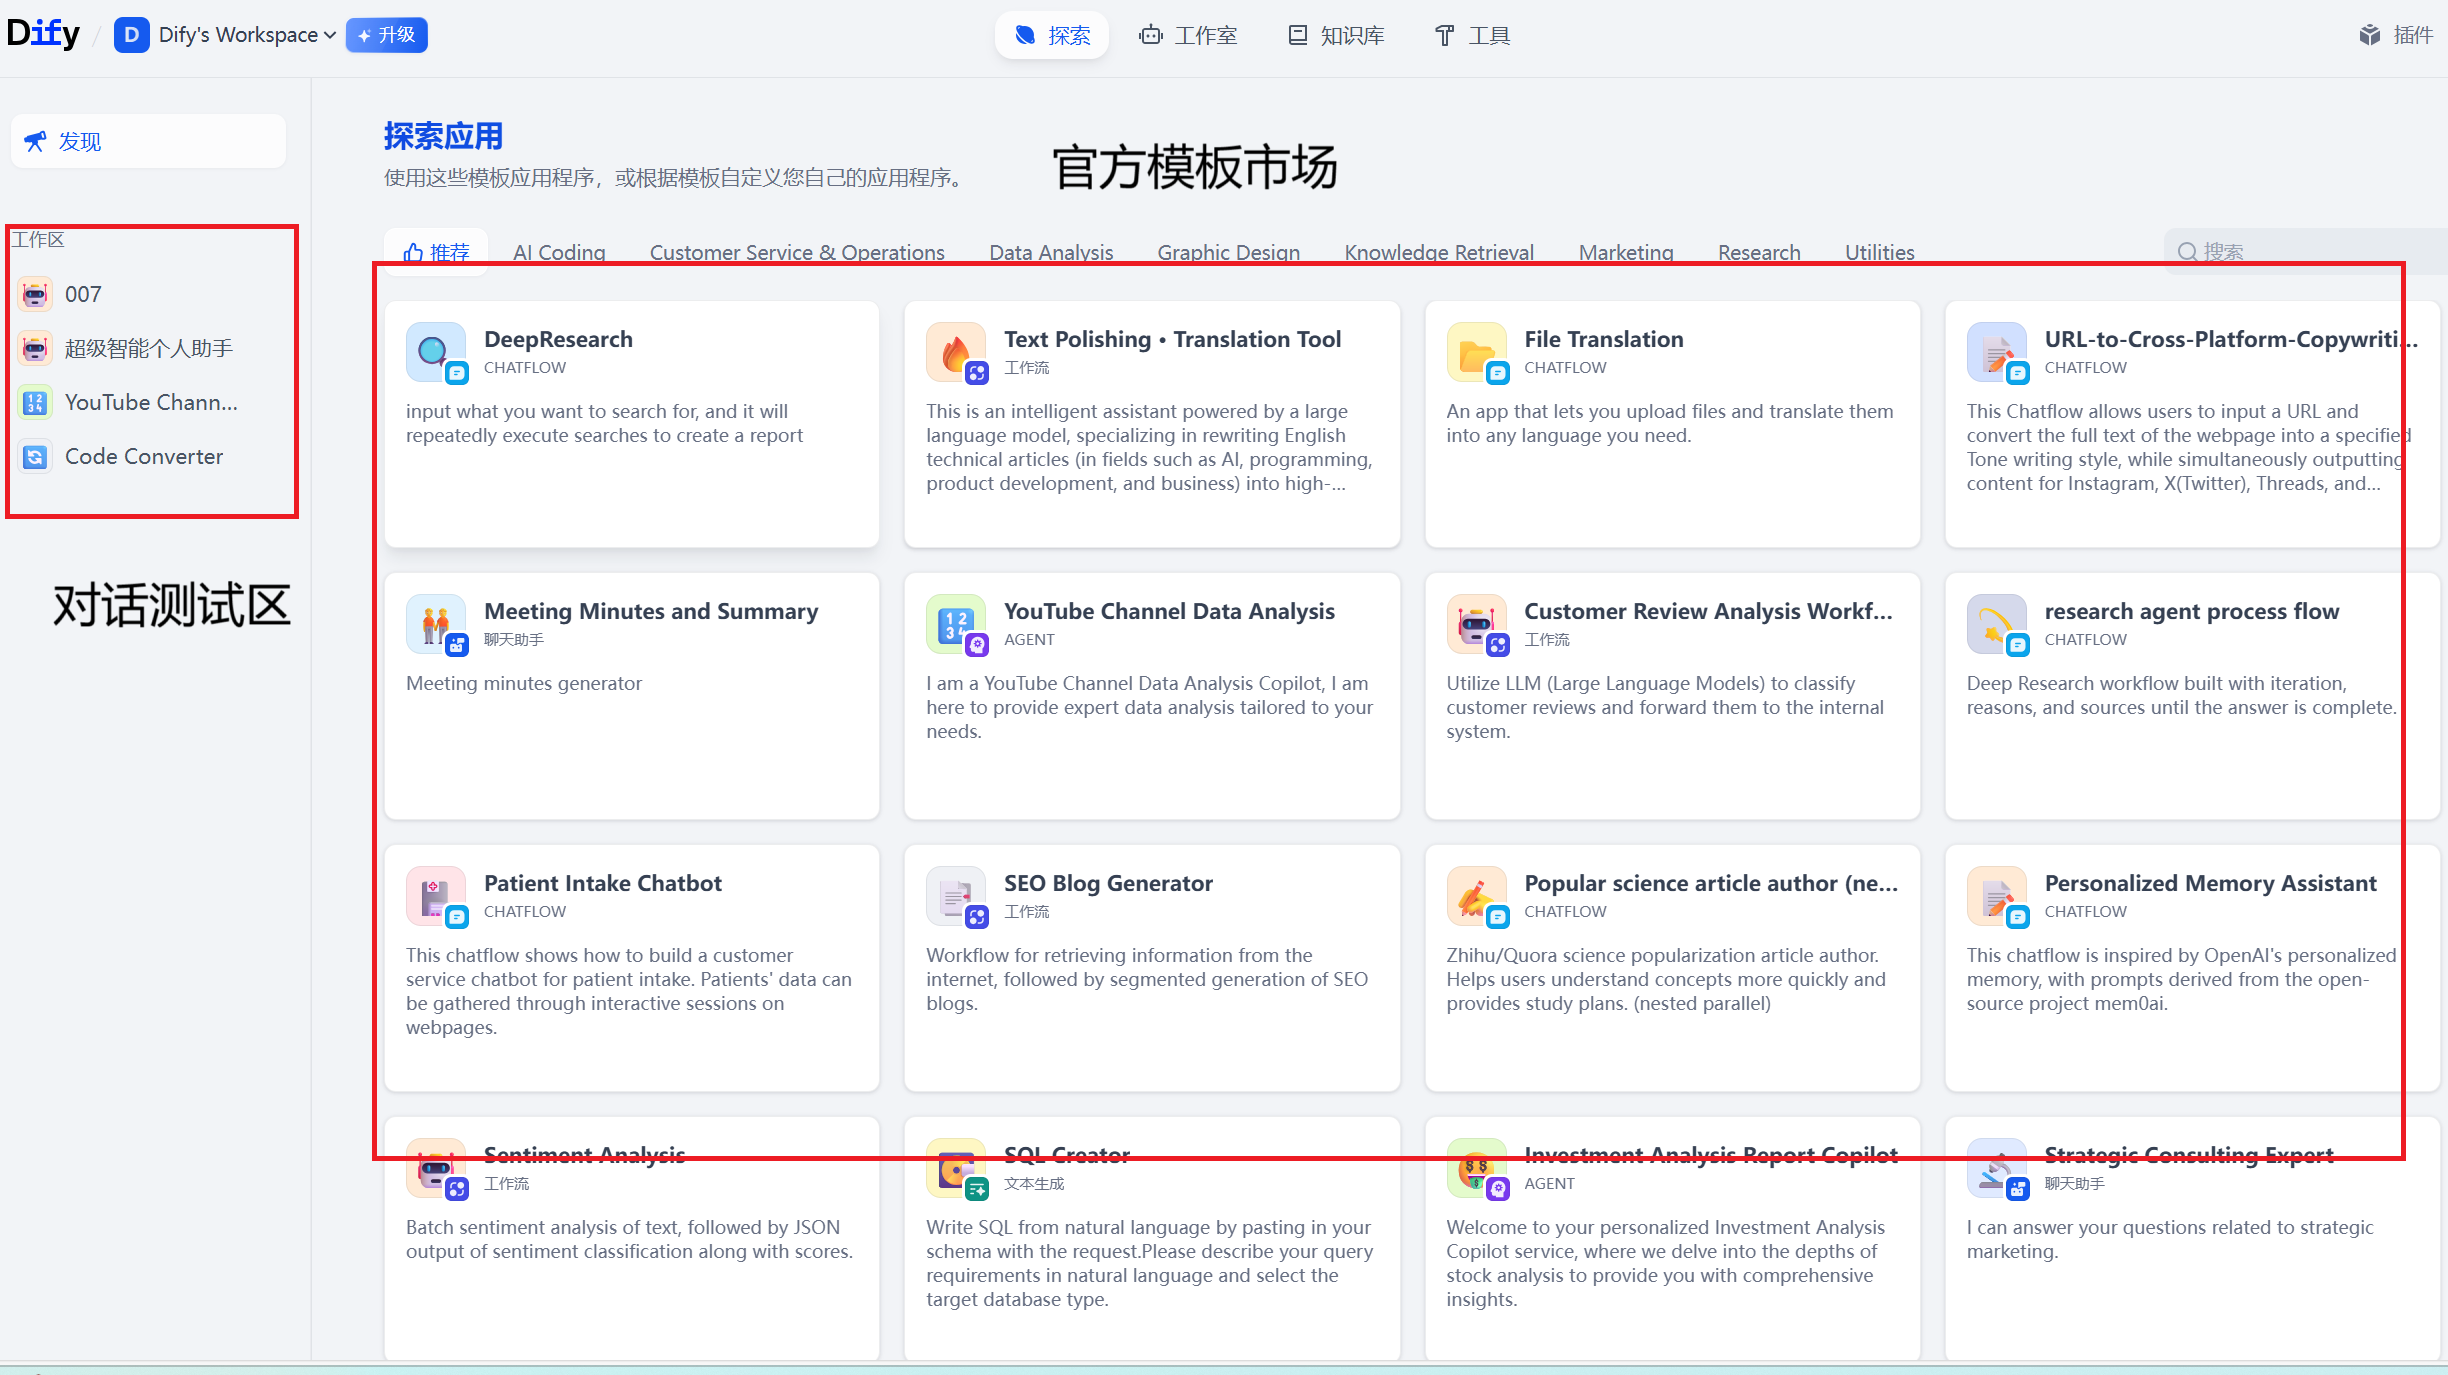 Dify / D Dify's Workspace 升级 探索 工作室 知识库 工具 插件
发现
探索应用
使用这些模板应用程序，或根据模板自定义您自己的应用程序。
官方模板市场
工作区
007
超级智能个人助手
YouTube Chann...
Code Converter
对话测试区
推荐 AI Coding Customer Service & Operations Data Analysis Graphic Design Knowledge Retrieval Marketing Research Utilities 搜索
DeepResearch
CHATFLOW
input what you want to search for, and it will
repeatedly execute searches to create a report
Text Polishing • Translation Tool
工作流
This is an intelligent assistant powered by a large
language model, specializing in rewriting English
technical articles (in fields such as AI, programming,
product development, and business) into high-...
File Translation
CHATFLOW
An app that lets you upload files and translate them
into any language you need.
URL-to-Cross-Platform-Copywriti...
CHATFLOW
This Chatflow allows users to input a URL and
convert the full text of the webpage into a specified
Tone writing style, while simultaneously outputting
content for Instagram, X(Twitter), Threads, and...
Meeting Minutes and Summary
聊天助手
Meeting minutes generator
YouTube Channel Data Analysis
AGENT
I am a YouTube Channel Data Analysis Copilot, I am
here to provide expert data analysis tailored to your
needs.
Customer Review Analysis Workf...
工作流
Utilize LLM (Large Language Models) to classify
customer reviews and forward them to the internal
system.
research agent process flow
CHATFLOW
Deep Research workflow built with iteration,
reasons, and sources until the answer is complete.
Patient Intake Chatbot
CHATFLOW
This chatflow shows how to build a customer
service chatbot for patient intake. Patients' data can
be gathered through interactive sessions on
webpages.
SEO Blog Generator
工作流
Workflow for retrieving information from the
internet, followed by segmented generation of SEO
blogs.
Popular science article author (ne...
CHATFLOW
Zhihu/Quora science popularization article author.
Helps users understand concepts more quickly and
provides study plans. (nested parallel)
Personalized Memory Assistant
CHATFLOW
This chatflow is inspired by OpenAI's personalized
memory, with prompts derived from the open-
source project mem0ai.
Sentiment Analysis
工作流
Batch sentiment analysis of text, followed by JSON
output of sentiment classification along with scores.
SQL Creator
文本生成
Write SQL from natural language by pasting in your
schema with the request.Please describe your query
requirements in natural language and select the
target database type.
Investment Analysis Report Copilot
AGENT
Welcome to your personalized Investment Analysis
Copilot service, where we delve into the depths of
stock analysis to provide you with comprehensive
insights.
Strategic Consulting Expert
聊天助手
I can answer your questions related to strategic
marketing.